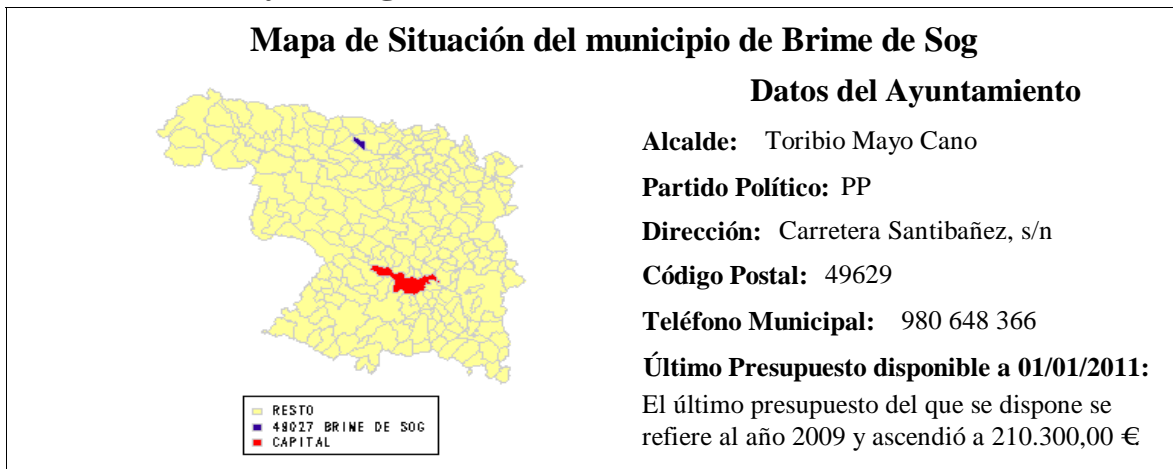 Mapa de Situación del municipio de Brime de Sog
Datos del Ayuntamiento
Alcalde: Toribio Mayo Cano
Partido Político: PP
Dirección: Carretera Santibañez, s/n
Código Postal: 49629
Teléfono Municipal: 980 648 366
Último Presupuesto disponible a 01/01/2011:
El último presupuesto del que se dispone se
refiere al año 2009 y ascendió a 210.300,00 €
RESTO
49027 BRIME DE SOG
CAPITAL